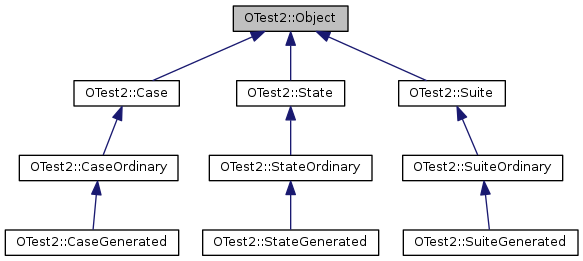 OTest2::Object
OTest2::Case
OTest2::State
OTest2::Suite
OTest2::CaseOrdinary
OTest2::StateOrdinary
OTest2::SuiteOrdinary
OTest2::CaseGenerated
OTest2::StateGenerated
OTest2::SuiteGenerated